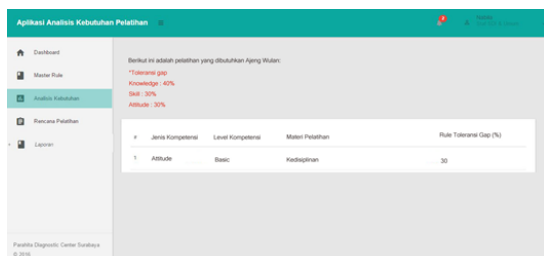 Aplikasi Analisis Kebutuhan Pelatihan
Dashboard
Master Rule
Analisis Kebutuhan
Rencana Pelatihan
Laporan
Berikut ini adalah pelatihan yang dibutuhkan Ajeng Wulan:
*Toleransi gap
Knowledge : 40%
Skill : 30%
Attitude : 30%
# Jenis Kompetensi Level Kompetensi Materi Pelatihan Rule Toleransi Gap (%)
1 Attitude Basic Kedisiplinan 30
Parahita Diagnostic Center Surabaya
© 2016